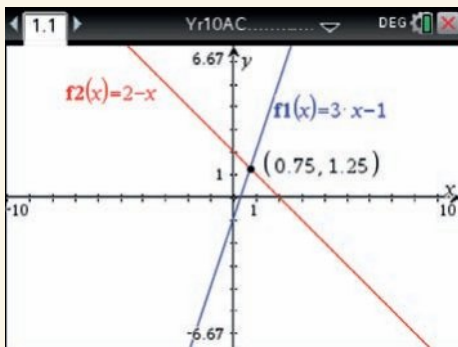 1.1 Yr10AC............ DEG
6.67 y
f2(x)=2-x
f1(x)=3·x-1
(0.75, 1.25)
1
x
-10 1 10
-6.67